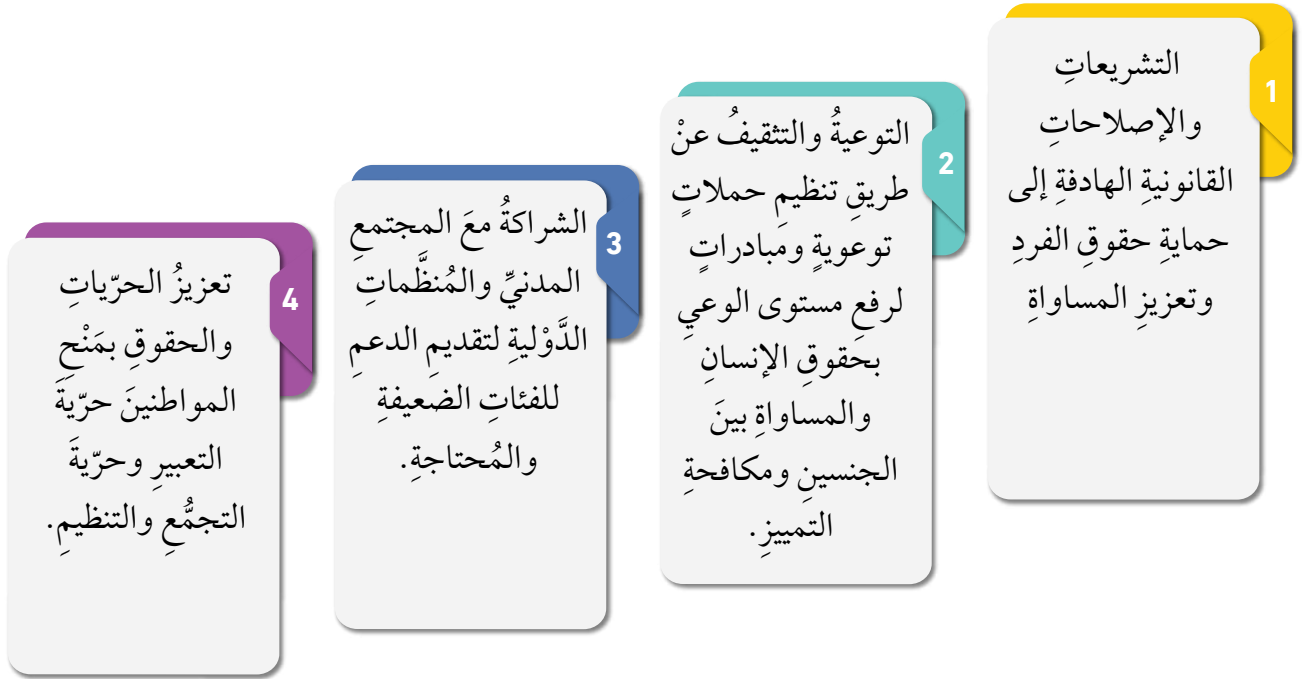 1
التشريعاتِ
والإصلاحاتِ
القانونيةِ الهادفةِ إلى
حمايةِ حقوقِ الفردِ
وتعزيزِ المساواةِ
2
التوعيةُ والتثقيفُ عنْ
طريقِ تنظيمِ حملاتٍ
توعويةٍ ومبادراتٍ
لرفعِ مستوى الوعيِ
بحقوقِ الإنسانِ
والمساواةِ بينَ
الجنسينِ ومكافحةِ
التمييزِ.
3
الشراكةُ معَ المجتمعِ
المدنيِّ والمُنظَّماتِ
الدَّوْليةِ لتقديمِ الدعمِ
للفئاتِ الضعيفةِ
والمُحتاجةِ.
4
تعزيزُ الحرّياتِ
والحقوقِ بمَنْحِ
المواطنينَ حرّيةَ
التعبيرِ وحرّيةَ
التجمُّعِ والتنظيمِ.